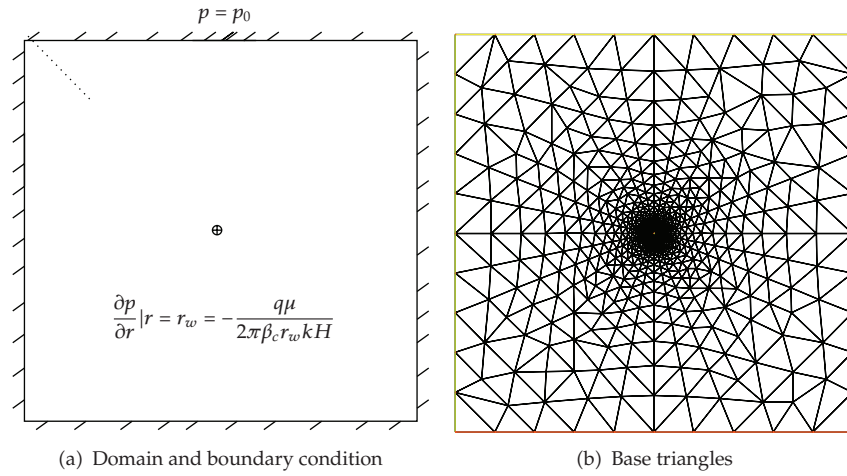 p = p₀
∂p/∂r |r = r_w = − qμ / 2πβ_c r_w kH
(a) Domain and boundary condition
(b) Base triangles